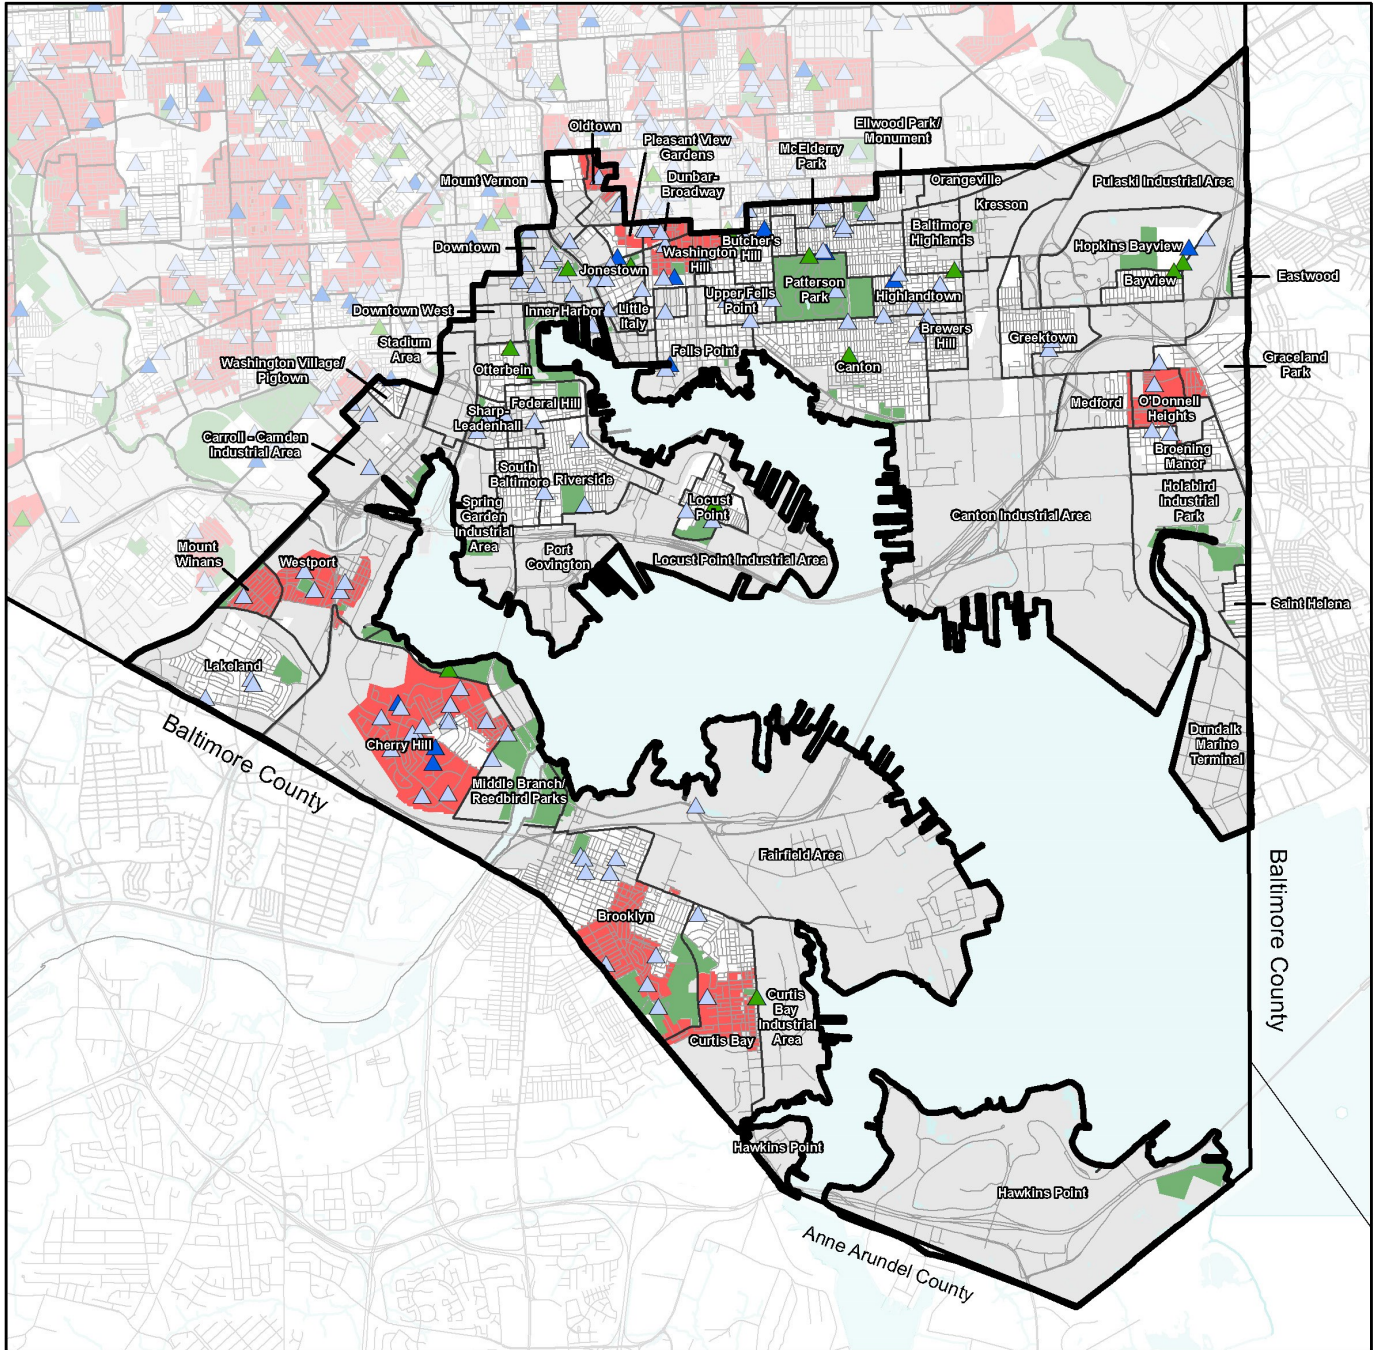 Oldtown
Pleasant View
Gardens
Ellwood Park/
Monument
McElderry
Park
Mount Vernon
Dunbar-
Broadway
Orangeville
Pulaski Industrial Area
Kresson
Downtown
Butcher's
Hill
Baltimore
Highlands
Hopkins Bayview
Washington
Hill
Jonestown
Bayview
Eastwood
Patterson
Park
Highlandtown
Downtown West
Inner Harbor
Little
Italy
Upper Fells
Point
Brewers
Hill
Greektown
Stadium
Area
Washington Village/
Pigtown
Fells Point
Canton
Graceland
Park
Otterbein
Federal Hill
Medford
O'Donnell
Heights
Sharp-
Leadenhall
Carroll - Camden
Industrial Area
Broening
Manor
South
Baltimore
Riverside
Holabird
Industrial
Park
Spring
Garden
Industrial
Area
Locust
Point
Canton Industrial Area
Port
Covington
Locust Point Industrial Area
Mount
Winans
Westport
Saint Helena
Lakeland
Baltimore County
Cherry Hill
Dundalk
Marine
Terminal
Middle Branch/
Reedbird Parks
Fairfield Area
Baltimore County
Brooklyn
Curtis
Bay
Industrial
Area
Curtis Bay
Hawkins Point
Hawkins Point
Anne Arundel County